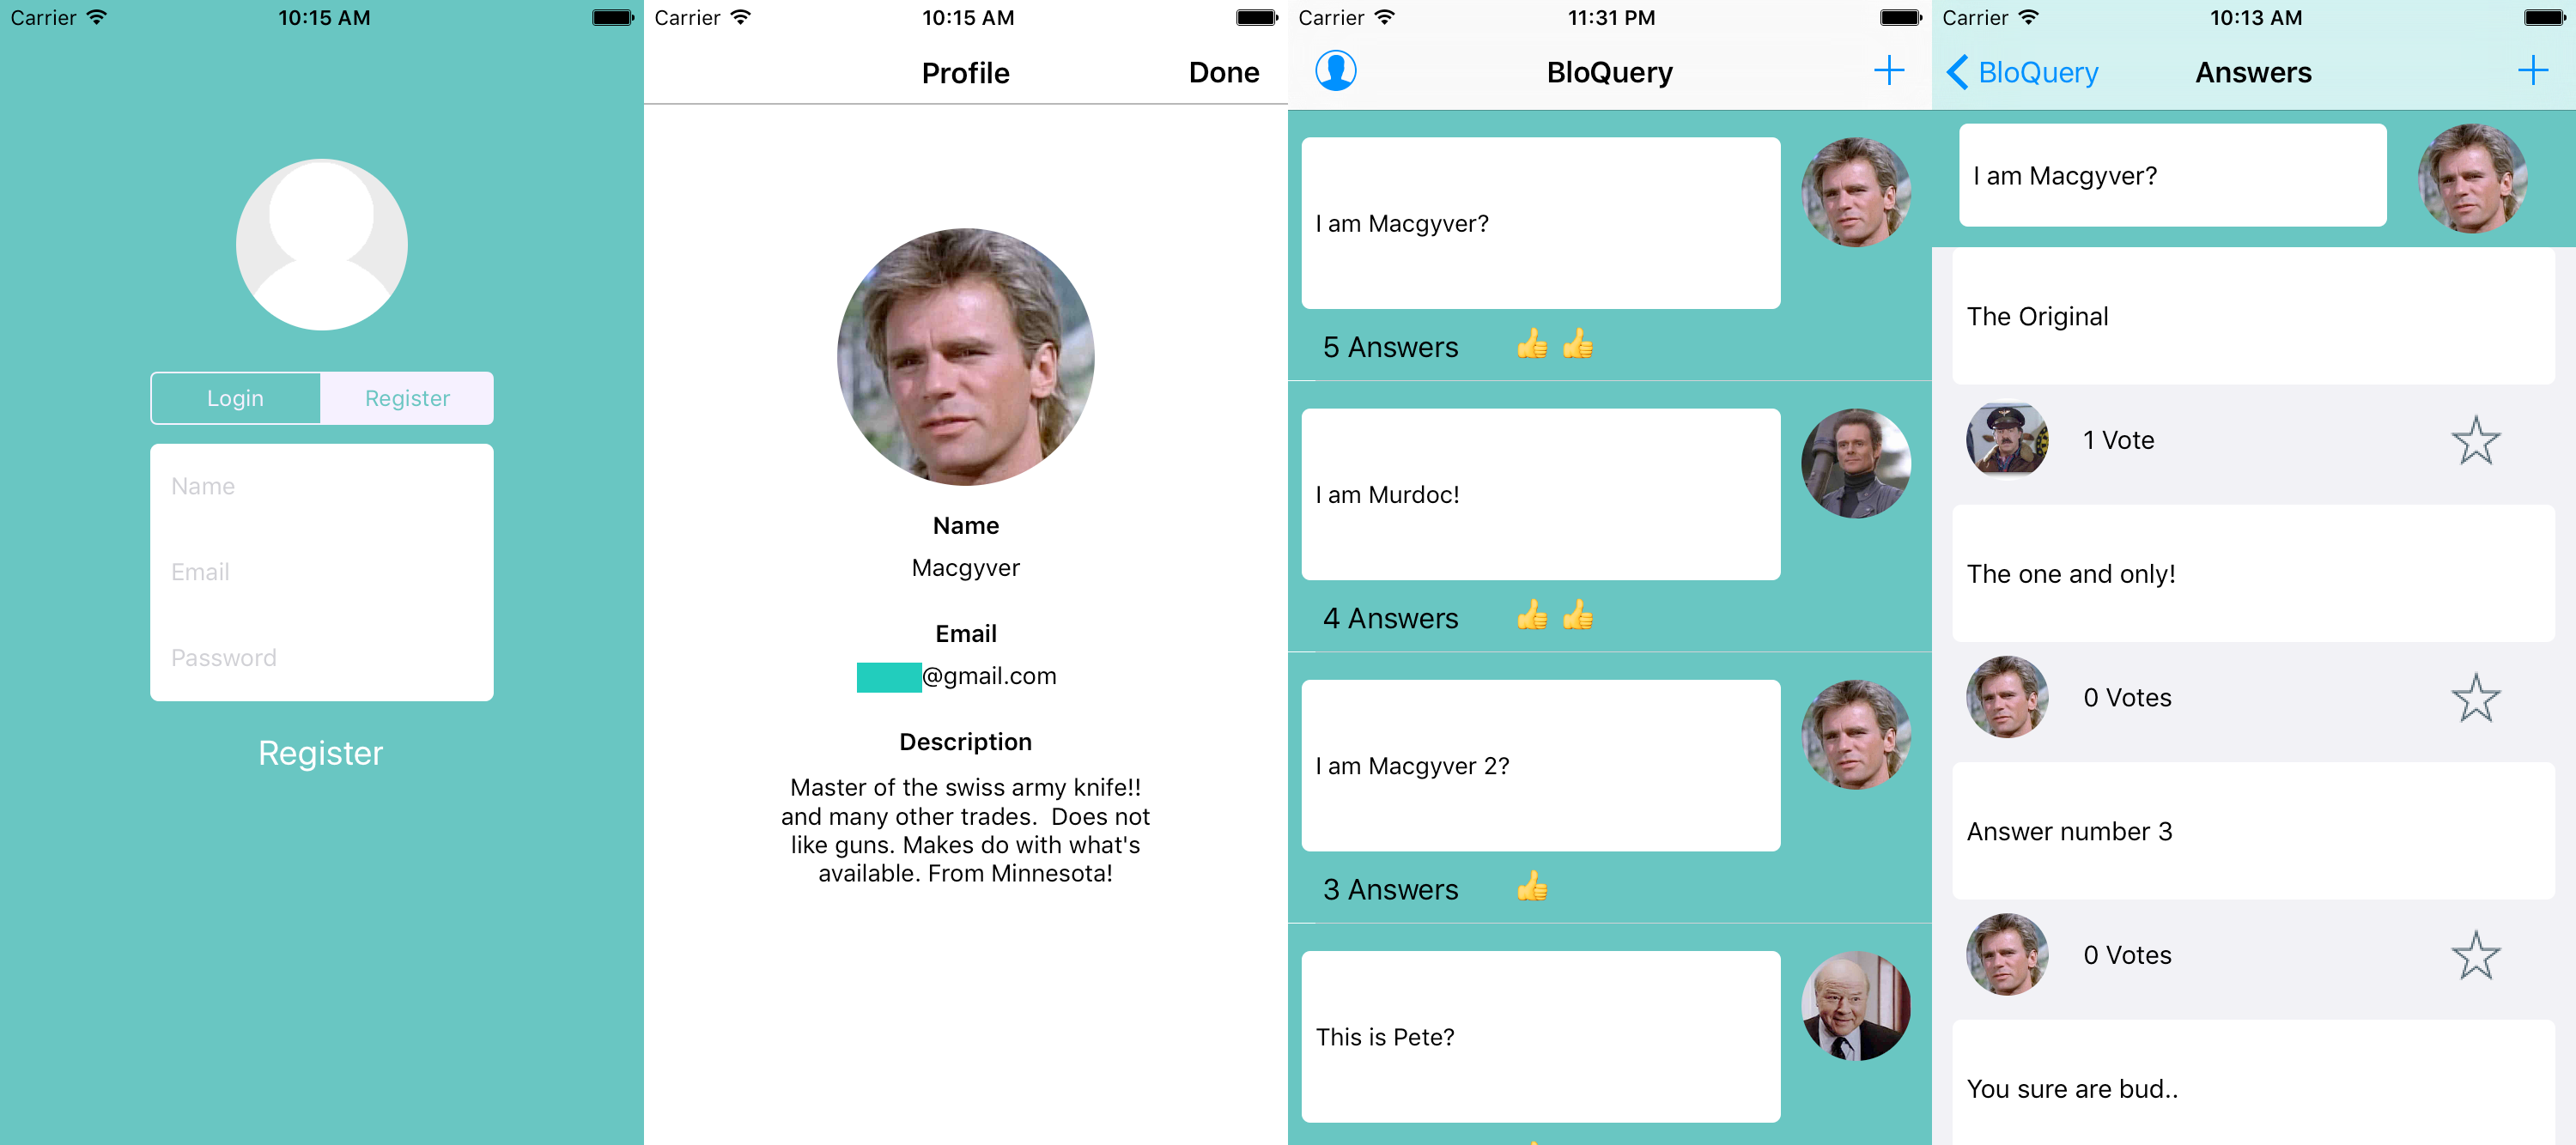 Carrier 10:15 AM
Login Register
Name
Email
Password
Register
Carrier 10:15 AM
Profile Done
Name
Macgyver
Email
@gmail.com
Description
Master of the swiss army knife!!
and many other trades.  Does not
like guns. Makes do with what's
available. From Minnesota!
Carrier 11:31 PM
BloQuery
I am Macgyver?
5 Answers
I am Murdoc!
4 Answers
I am Macgyver 2?
3 Answers
This is Pete?
Carrier 10:13 AM
BloQuery Answers
I am Macgyver?
The Original
1 Vote
The one and only!
0 Votes
Answer number 3
0 Votes
You sure are bud..